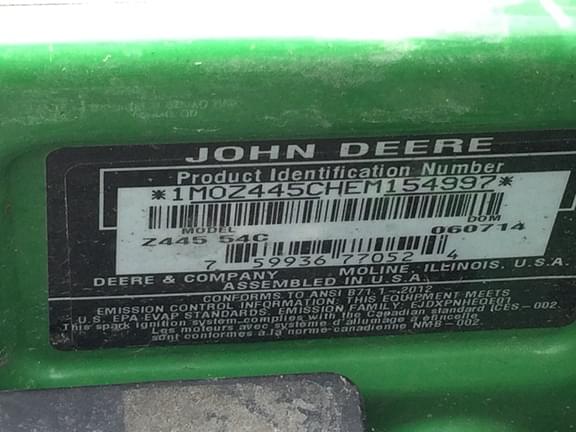 JOHN DEERE
Product Identification Number
*1M0Z445CHEM154997*
MODEL DOM
Z445 54C 060714
7 59936 77052 4
DEERE & COMPANY MOLINE, ILLINOIS, U.S.A.
ASSEMBLED IN U.S.A.
CONFORMS TO ANSI B71.1-2012
EMISSION CONTROL INFORMATION: THIS EQUIPMENT MEETS
U.S. EPA EVAP STANDARDS. EMISSION FAMILY:
This spark ignition system complies with the Canadian standard ICES-002.
Les moteurs avec système d'allumage à étincelle
sont conformes à la norme canadienne NMB-002